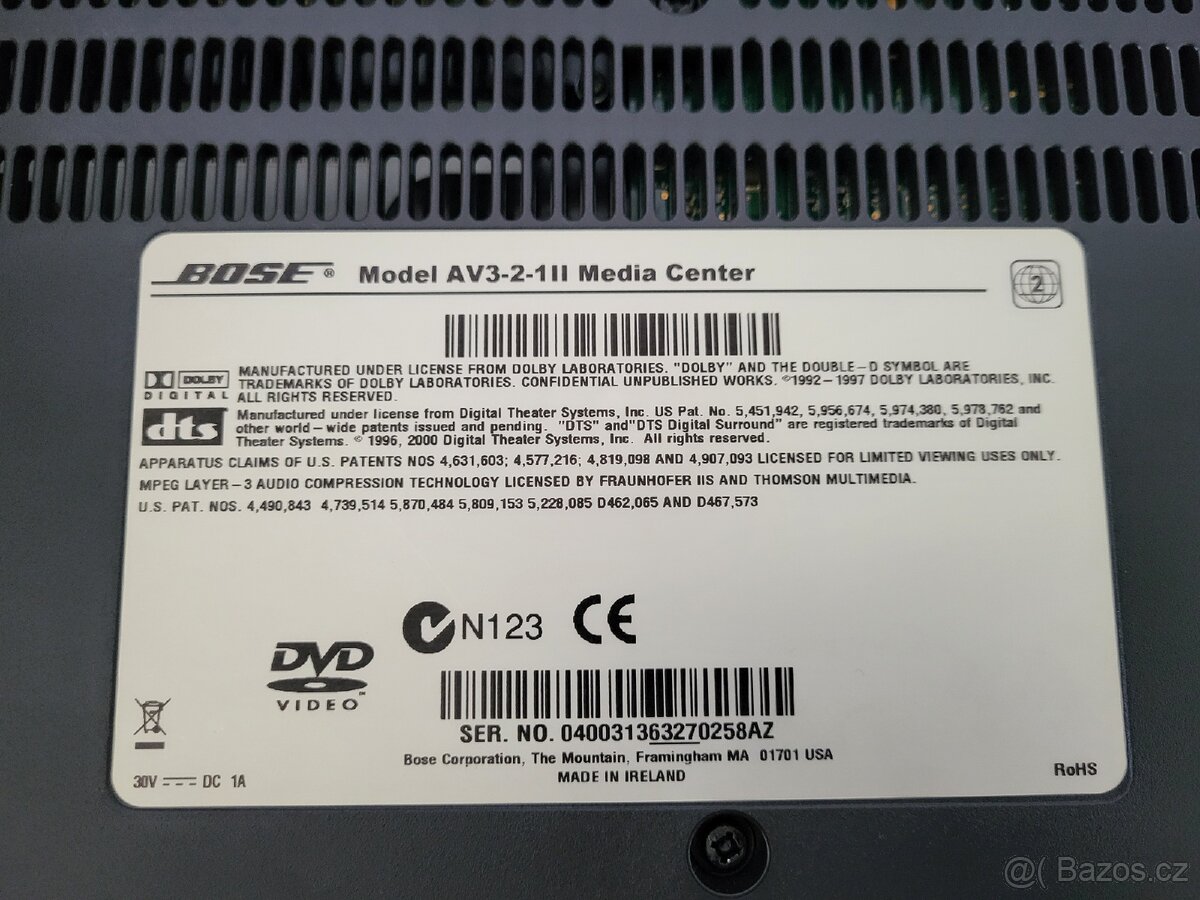 BOSE® Model AV3-2-1II Media Center
2
DOLBY
DIGITAL
MANUFACTURED UNDER LICENSE FROM DOLBY LABORATORIES. "DOLBY" AND THE DOUBLE-D SYMBOL ARE
TRADEMARKS OF DOLBY LABORATORIES. CONFIDENTIAL UNPUBLISHED WORKS. ©1992-1997 DOLBY LABORATORIES, INC.
ALL RIGHTS RESERVED.
dts
Manufactured under license from Digital Theater Systems, Inc. US Pat. No. 5,451,942, 5,956,674, 5,974,380, 5,978,762 and
other world-wide patents issued and pending. "DTS" and"DTS Digital Surround" are registered trademarks of Digital
Theater Systems. © 1996, 2000 Digital Theater Systems, Inc. All rights reserved.
APPARATUS CLAIMS OF U.S. PATENTS NOS 4,631,603; 4,577,216; 4,819,098 AND 4,907,093 LICENSED FOR LIMITED VIEWING USES ONLY.
MPEG LAYER-3 AUDIO COMPRESSION TECHNOLOGY LICENSED BY FRAUNHOFER IIS AND THOMSON MULTIMEDIA.
U.S. PAT. NOS. 4,490,843 4,739,514 5,870,484 5,809,153 5,228,085 D462,065 AND D467,573
N123 CE
DVD
VIDEO™
SER. NO. 040031363270258AZ
Bose Corporation, The Mountain, Framingham MA 01701 USA
MADE IN IRELAND
30V DC 1A
RoHS
@( Bazos.cz